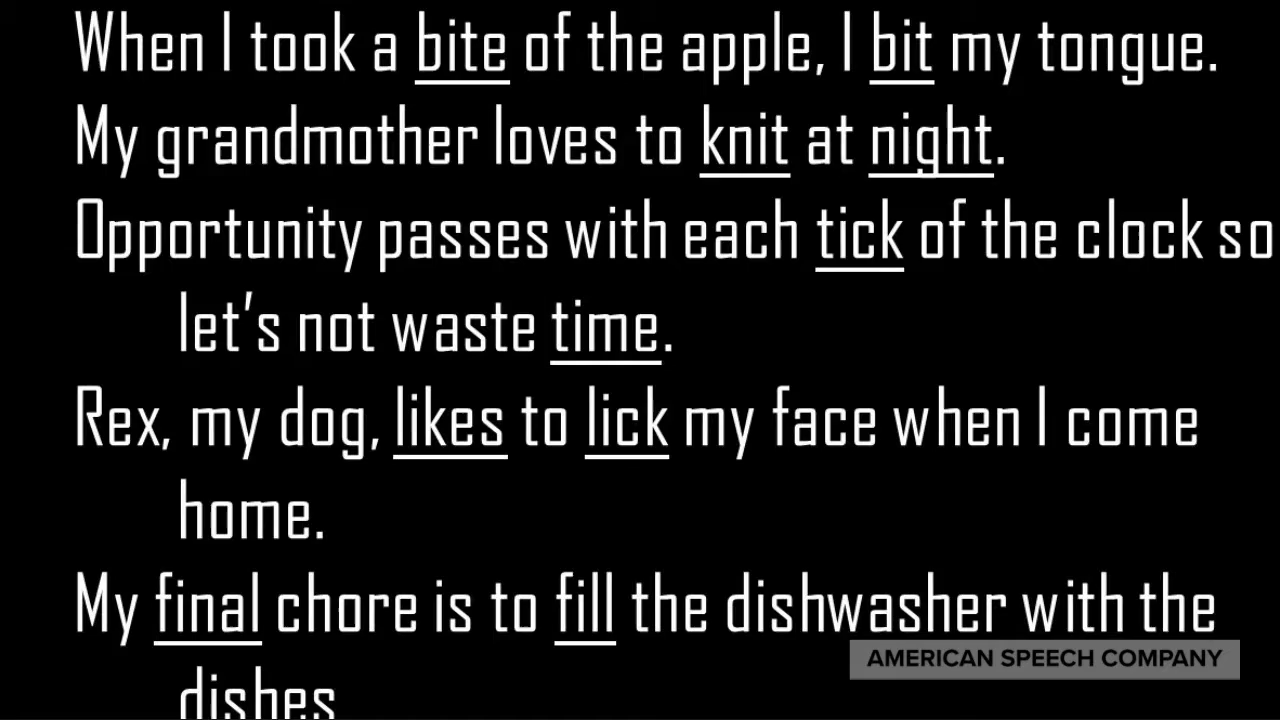 When I took a bite of the apple, I bit my tongue.
My grandmother loves to knit at night.
Opportunity passes with each tick of the clock so
let's not waste time.
Rex, my dog, likes to lick my face when I come
home.
My final chore is to fill the dishwasher with the
AMERICAN SPEECH COMPANY
dishes